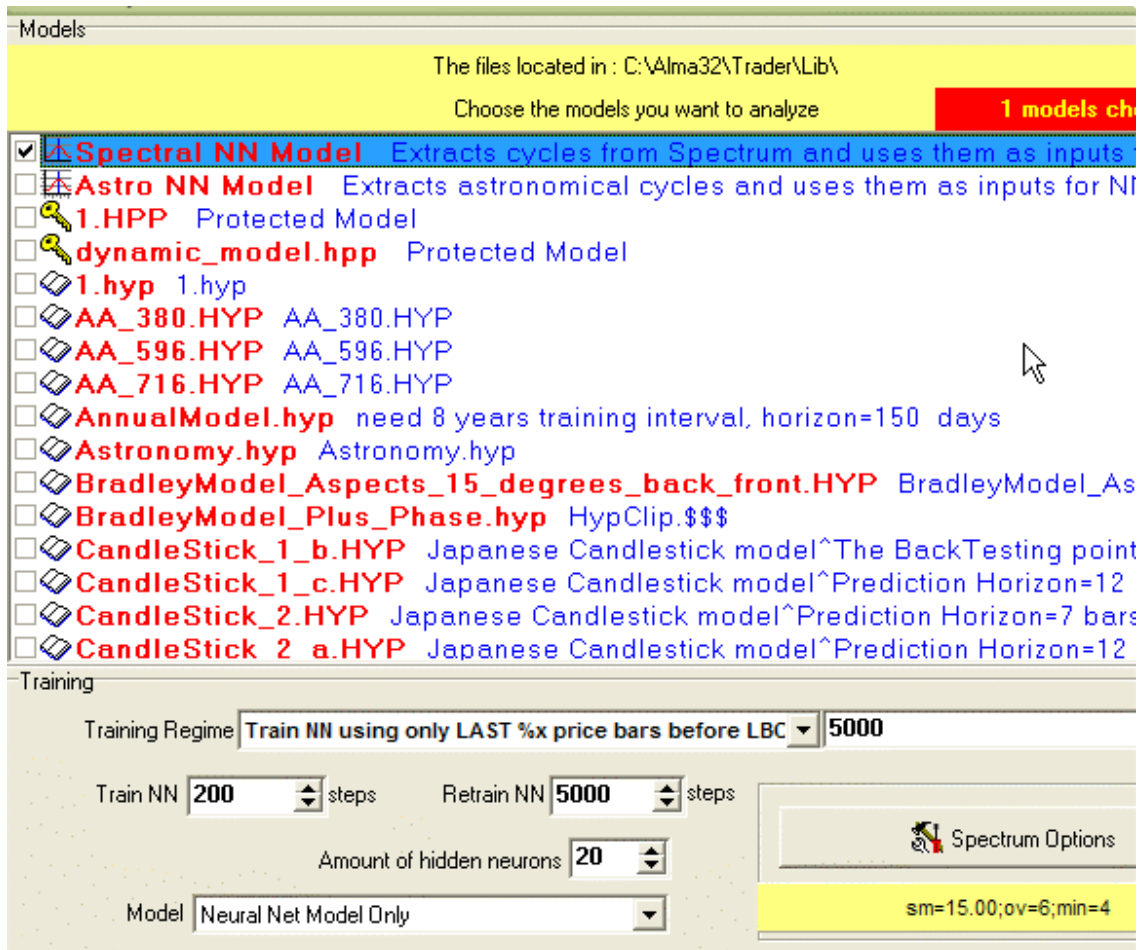 Models
The files located in : C:\Alma32\Trader\Lib\
Choose the models you want to analyze 1 models
Spectral NN Model Extracts cycles from Spectrum and uses them as inputs
Astro NN Model Extracts astronomical cycles and uses them as inputs for
1.HPP Protected Model
dynamic_model.hpp Protected Model
1.hyp 1.hyp
AA_380.HYP AA_380.HYP
AA_596.HYP AA_596.HYP
AA_716.HYP AA_716.HYP
AnnualModel.hyp need 8 years training interval, horizon=150 days
Astronomy.hyp Astronomy.hyp
BradleyModel_Aspects_15_degrees_back_front.HYP BradleyModel_As
BradleyModel_Plus_Phase.hyp HypClip.$$$
CandleStick_1_b.HYP Japanese Candlestick model^The BackTesting point
CandleStick_1_c.HYP Japanese Candlestick model^Prediction Horizon=12
CandleStick_2.HYP Japanese Candlestick model^Prediction Horizon=7 bars
CandleStick_2_a.HYP Japanese Candlestick model^Prediction Horizon=12
Training
Training Regime Train NN using only LAST %x price bars before LBC 5000
Train NN 200 steps Retrain NN 5000 steps
Spectrum Options
Amount of hidden neurons 20
Model Neural Net Model Only sm=15.00;ov=6;min=4